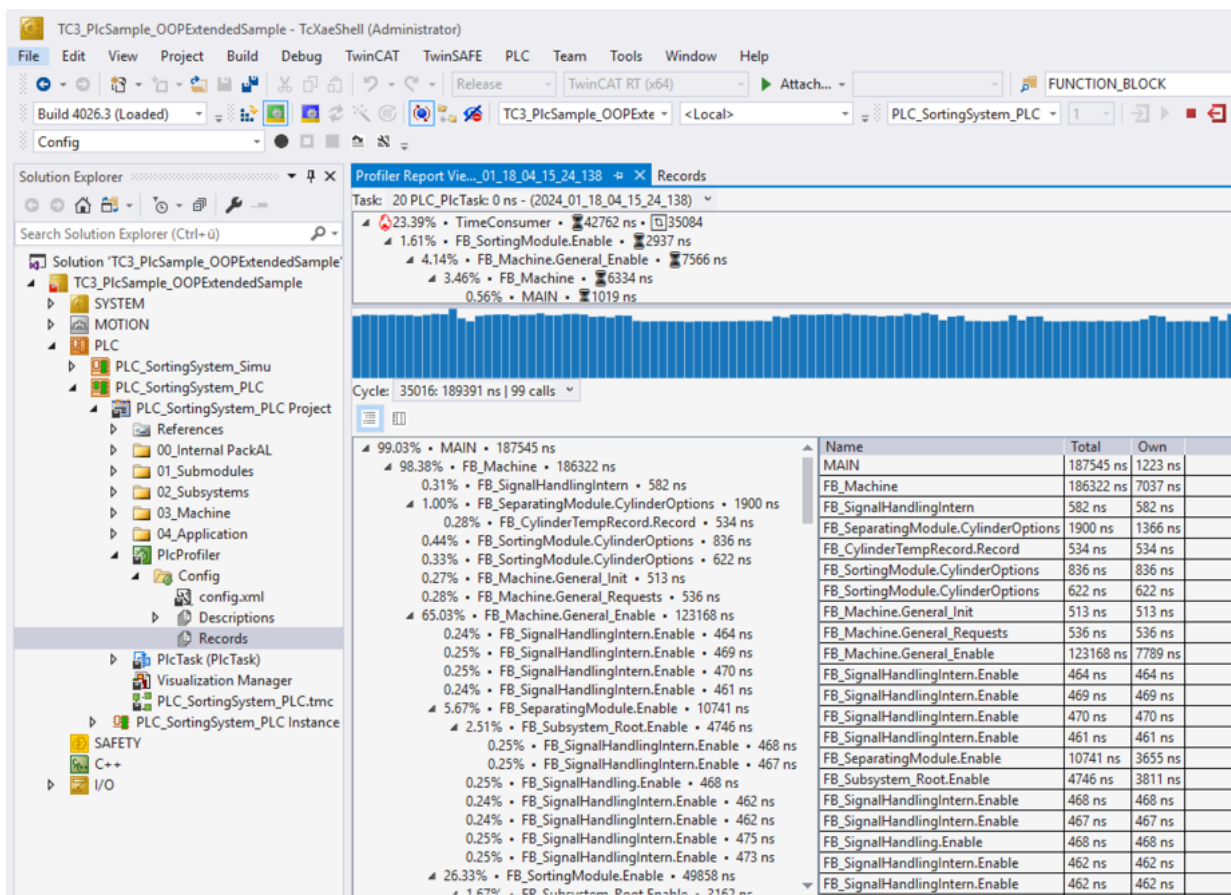 TC3_PlcSample_OOPExtendedSample - TcXaeShell (Administrator)
File Edit View Project Build Debug TwinCAT TwinSAFE PLC Team Tools Window Help
Release TwinCAT RT (x64) Attach... FUNCTION_BLOCK
Build 4026.3 (Loaded) TC3_PlcSample_OOPExte <Local> PLC_SortingSystem_PLC 1
Config
Solution Explorer
Search Solution Explorer (Ctrl+ü)
Solution 'TC3_PlcSample_OOPExtendedSample'
TC3_PlcSample_OOPExtendedSample
SYSTEM
MOTION
PLC
PLC_SortingSystem_Simu
PLC_SortingSystem_PLC
PLC_SortingSystem_PLC Project
References
00_Internal PackAL
01_Submodules
02_Subsystems
03_Machine
04_Application
PlcProfiler
Config
config.xml
Descriptions
Records
PlcTask (PlcTask)
Visualization Manager
PLC_SortingSystem_PLC.tmc
PLC_SortingSystem_PLC Instance
SAFETY
C++
I/O
Profiler Report Vie..._01_18_04_15_24_138 Records
Task: 20 PLC_PlcTask: 0 ns - (2024_01_18_04_15_24_138)
23.39% • TimeConsumer • 42762 ns • 35084
1.61% • FB_SortingModule.Enable • 2937 ns
4.14% • FB_Machine.General_Enable • 7566 ns
3.46% • FB_Machine • 6334 ns
0.56% • MAIN • 1019 ns
Cycle: 35016: 189391 ns | 99 calls
99.03% • MAIN • 187545 ns
98.38% • FB_Machine • 186322 ns
0.31% • FB_SignalHandlingIntern • 582 ns
1.00% • FB_SeparatingModule.CylinderOptions • 1900 ns
0.28% • FB_CylinderTempRecord.Record • 534 ns
0.44% • FB_SortingModule.CylinderOptions • 836 ns
0.33% • FB_SortingModule.CylinderOptions • 622 ns
0.27% • FB_Machine.General_Init • 513 ns
0.28% • FB_Machine.General_Requests • 536 ns
65.03% • FB_Machine.General_Enable • 123168 ns
0.24% • FB_SignalHandlingIntern.Enable • 464 ns
0.25% • FB_SignalHandlingIntern.Enable • 469 ns
0.25% • FB_SignalHandlingIntern.Enable • 470 ns
0.24% • FB_SignalHandlingIntern.Enable • 461 ns
5.67% • FB_SeparatingModule.Enable • 10741 ns
2.51% • FB_Subsystem_Root.Enable • 4746 ns
0.25% • FB_SignalHandlingIntern.Enable • 468 ns
0.25% • FB_SignalHandlingIntern.Enable • 467 ns
0.25% • FB_SignalHandling.Enable • 468 ns
0.24% • FB_SignalHandlingIntern.Enable • 462 ns
0.24% • FB_SignalHandlingIntern.Enable • 462 ns
0.25% • FB_SignalHandlingIntern.Enable • 475 ns
0.25% • FB_SignalHandlingIntern.Enable • 473 ns
26.33% • FB_SortingModule.Enable • 49858 ns
1.67% • FB_Subsystem_Root.Enable • 3162 ns
Name Total Own
MAIN 187545 ns 1223 ns
FB_Machine 186322 ns 7037 ns
FB_SignalHandlingIntern 582 ns 582 ns
FB_SeparatingModule.CylinderOptions 1900 ns 1366 ns
FB_CylinderTempRecord.Record 534 ns 534 ns
FB_SortingModule.CylinderOptions 836 ns 836 ns
FB_SortingModule.CylinderOptions 622 ns 622 ns
FB_Machine.General_Init 513 ns 513 ns
FB_Machine.General_Requests 536 ns 536 ns
FB_Machine.General_Enable 123168 ns 7789 ns
FB_SignalHandlingIntern.Enable 464 ns 464 ns
FB_SignalHandlingIntern.Enable 469 ns 469 ns
FB_SignalHandlingIntern.Enable 470 ns 470 ns
FB_SignalHandlingIntern.Enable 461 ns 461 ns
FB_SeparatingModule.Enable 10741 ns 3655 ns
FB_Subsystem_Root.Enable 4746 ns 3811 ns
FB_SignalHandlingIntern.Enable 468 ns 468 ns
FB_SignalHandlingIntern.Enable 467 ns 467 ns
FB_SignalHandling.Enable 468 ns 468 ns
FB_SignalHandlingIntern.Enable 462 ns 462 ns
FB_SignalHandlingIntern.Enable 462 ns 462 ns